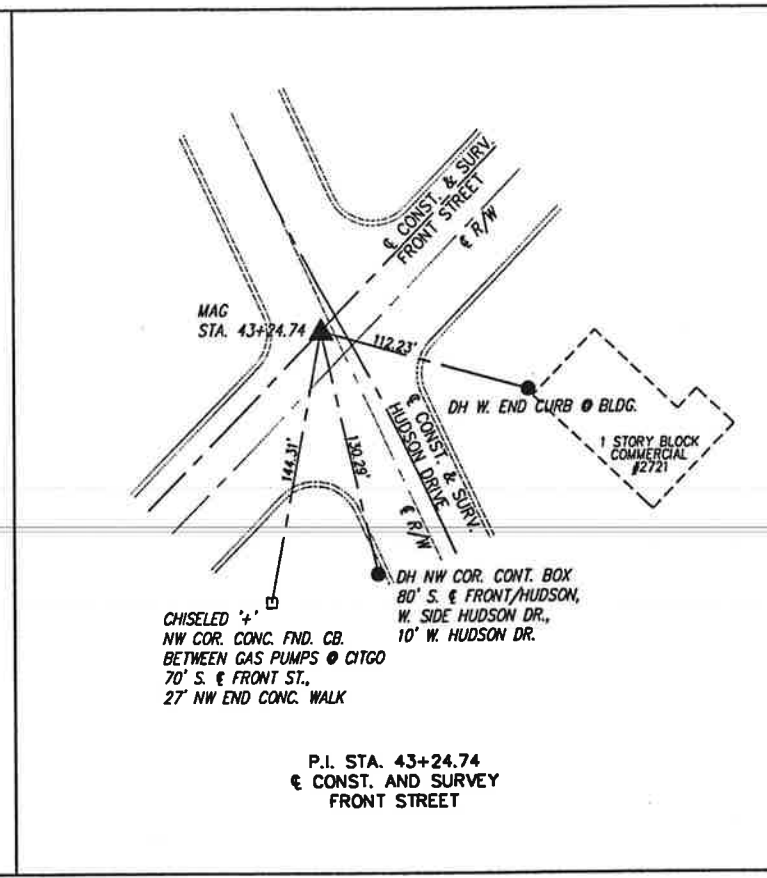 ℄ CONST. & SURV.
FRONT STREET
℄ R/W
MAG
STA. 43+24.74
112.23'
DH W. END CURB @ BLDG.
1 STORY BLOCK
COMMERCIAL
#2721
℄ CONST. & SURV.
HUDSON DRIVE
℄ R/W
144.31'
130.29'
DH NW COR. CONT. BOX
80' S. ℄ FRONT/HUDSON,
W. SIDE HUDSON DR.,
10' W. HUDSON DR.
CHISELED '+'
NW COR. CONC. FND. CB.
BETWEEN GAS PUMPS @ CITGO
70' S. ℄ FRONT ST.,
27' NW END CONC. WALK
P.I. STA. 43+24.74
℄ CONST. AND SURVEY
FRONT STREET